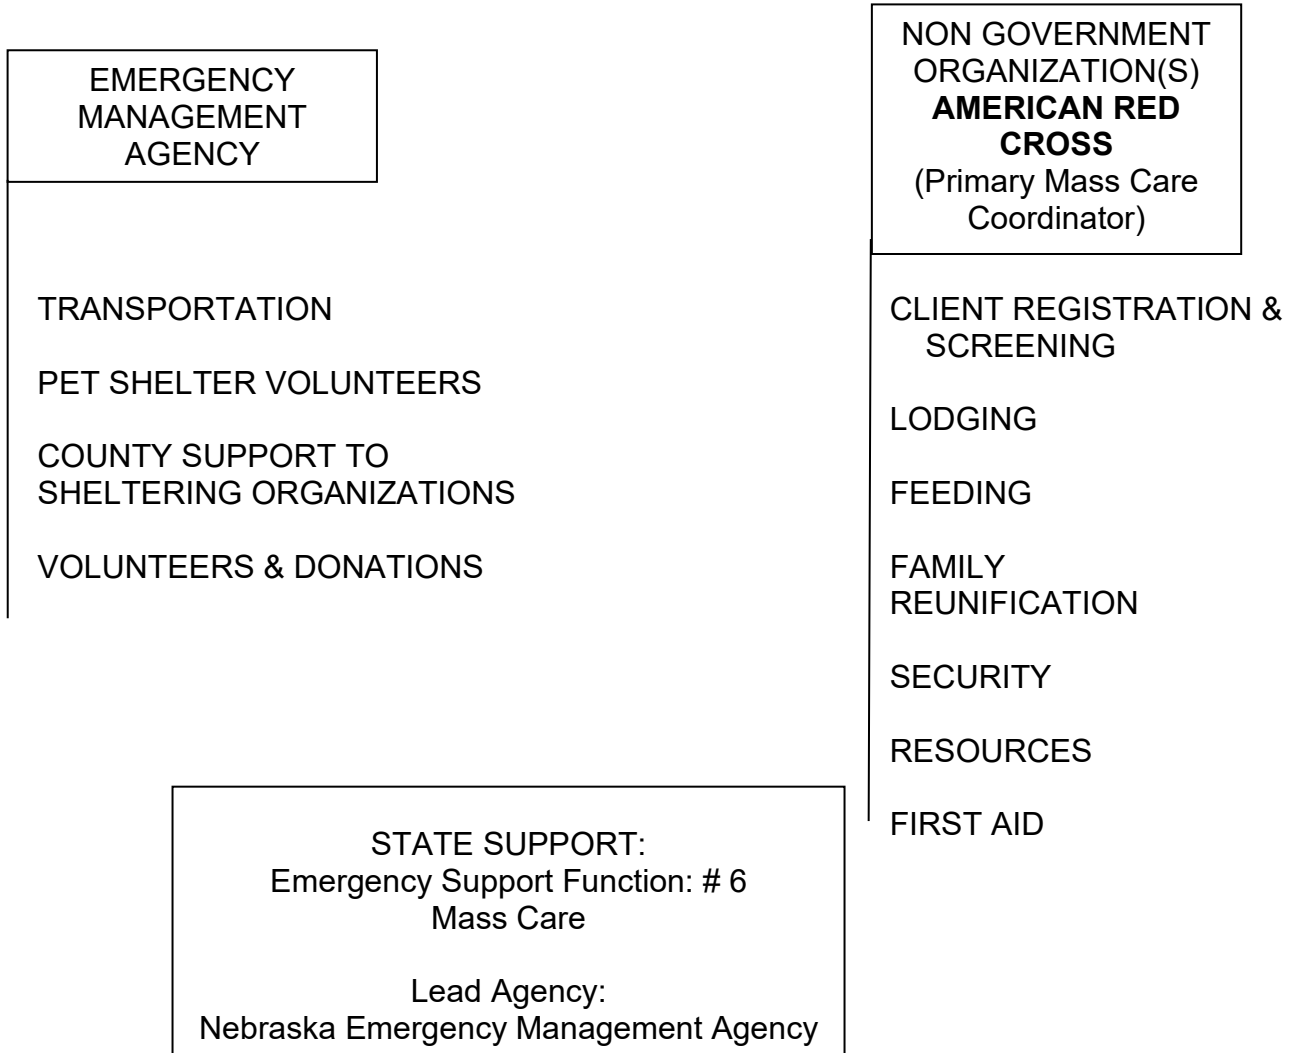 EMERGENCY
MANAGEMENT
AGENCY
TRANSPORTATION
PET SHELTER VOLUNTEERS
COUNTY SUPPORT TO
SHELTERING ORGANIZATIONS
VOLUNTEERS & DONATIONS
NON GOVERNMENT
ORGANIZATION(S)
AMERICAN RED
CROSS
(Primary Mass Care
Coordinator)
CLIENT REGISTRATION &
SCREENING
LODGING
FEEDING
FAMILY
REUNIFICATION
SECURITY
RESOURCES
FIRST AID
STATE SUPPORT:
Emergency Support Function: # 6
Mass Care
Lead Agency:
Nebraska Emergency Management Agency